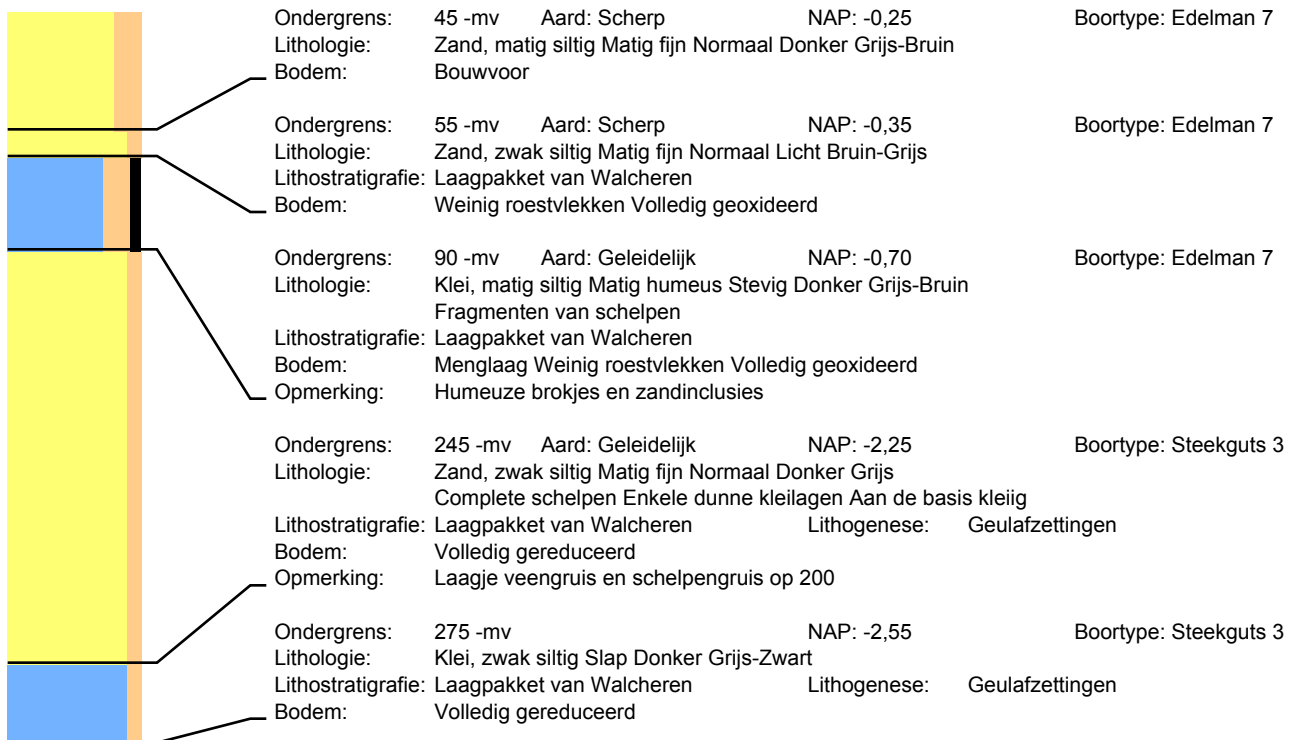 Ondergrens: 45 -mv Aard: Scherp NAP: -0,25 Boortype: Edelman 7
Lithologie: Zand, matig siltig Matig fijn Normaal Donker Grijs-Bruin
Bodem: Bouwvoor
Ondergrens: 55 -mv Aard: Scherp NAP: -0,35 Boortype: Edelman 7
Lithologie: Zand, zwak siltig Matig fijn Normaal Licht Bruin-Grijs
Lithostratigrafie: Laagpakket van Walcheren
Bodem: Weinig roestvlekken Volledig geoxideerd
Ondergrens: 90 -mv Aard: Geleidelijk NAP: -0,70 Boortype: Edelman 7
Lithologie: Klei, matig siltig Matig humeus Stevig Donker Grijs-Bruin
Fragmenten van schelpen
Lithostratigrafie: Laagpakket van Walcheren
Bodem: Menglaag Weinig roestvlekken Volledig geoxideerd
Opmerking: Humeuze brokjes en zandinclusies
Ondergrens: 245 -mv Aard: Geleidelijk NAP: -2,25 Boortype: Steekguts 3
Lithologie: Zand, zwak siltig Matig fijn Normaal Donker Grijs
Complete schelpen Enkele dunne kleilagen Aan de basis kleiig
Lithostratigrafie: Laagpakket van Walcheren Lithogenese: Geulafzettingen
Bodem: Volledig gereduceerd
Opmerking: Laagje veengruis en schelpengruis op 200
Ondergrens: 275 -mv NAP: -2,55 Boortype: Steekguts 3
Lithologie: Klei, zwak siltig Slap Donker Grijs-Zwart
Lithostratigrafie: Laagpakket van Walcheren Lithogenese: Geulafzettingen
Bodem: Volledig gereduceerd